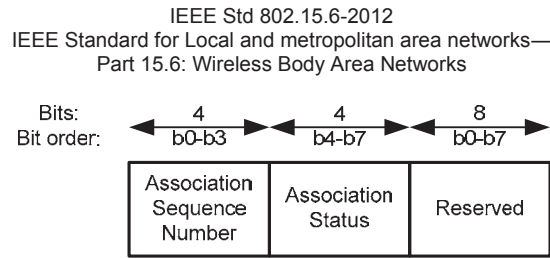 IEEE Std 802.15.6-2012
IEEE Standard for Local and metropolitan area networks—
Part 15.6: Wireless Body Area Networks
Bits: 4 4 8
Bit order: b0-b3 b4-b7 b0-b7
Association Sequence Number
Association Status
Reserved